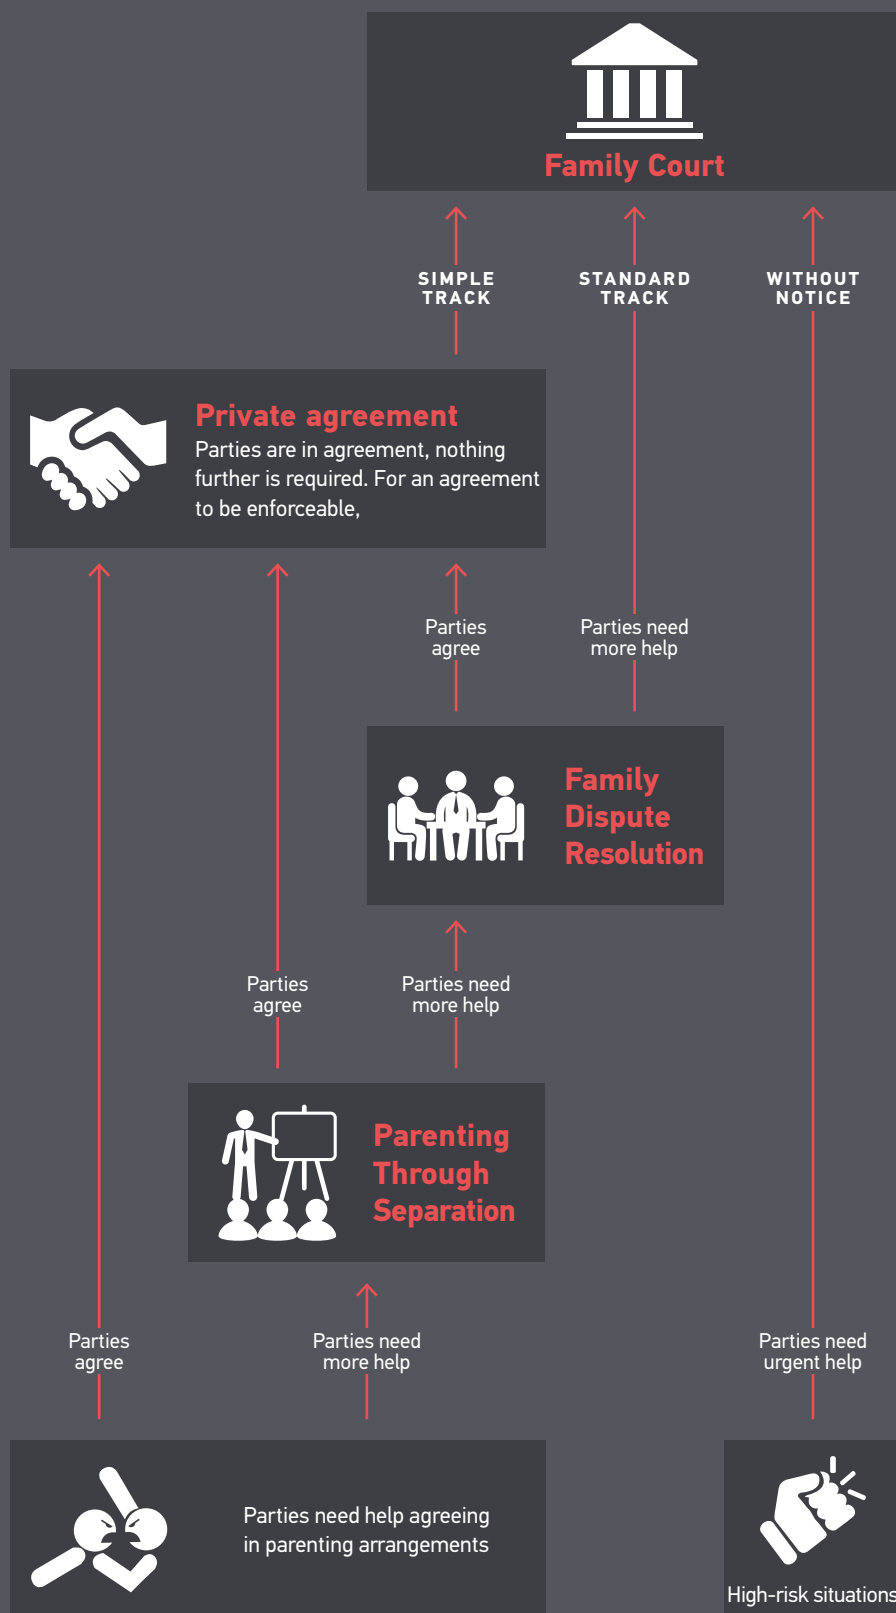 Family Court
SIMPLE
TRACK
STANDARD
TRACK
WITHOUT
NOTICE
Private agreement
Parties are in agreement, nothing
further is required. For an agreement
to be enforceable,
Parties
agree
Parties need
more help
Family
Dispute
Resolution
Parties
agree
Parties need
more help
Parenting
Through
Separation
Parties
agree
Parties need
more help
Parties need
urgent help
Parties need help agreeing
in parenting arrangements
High-risk situations